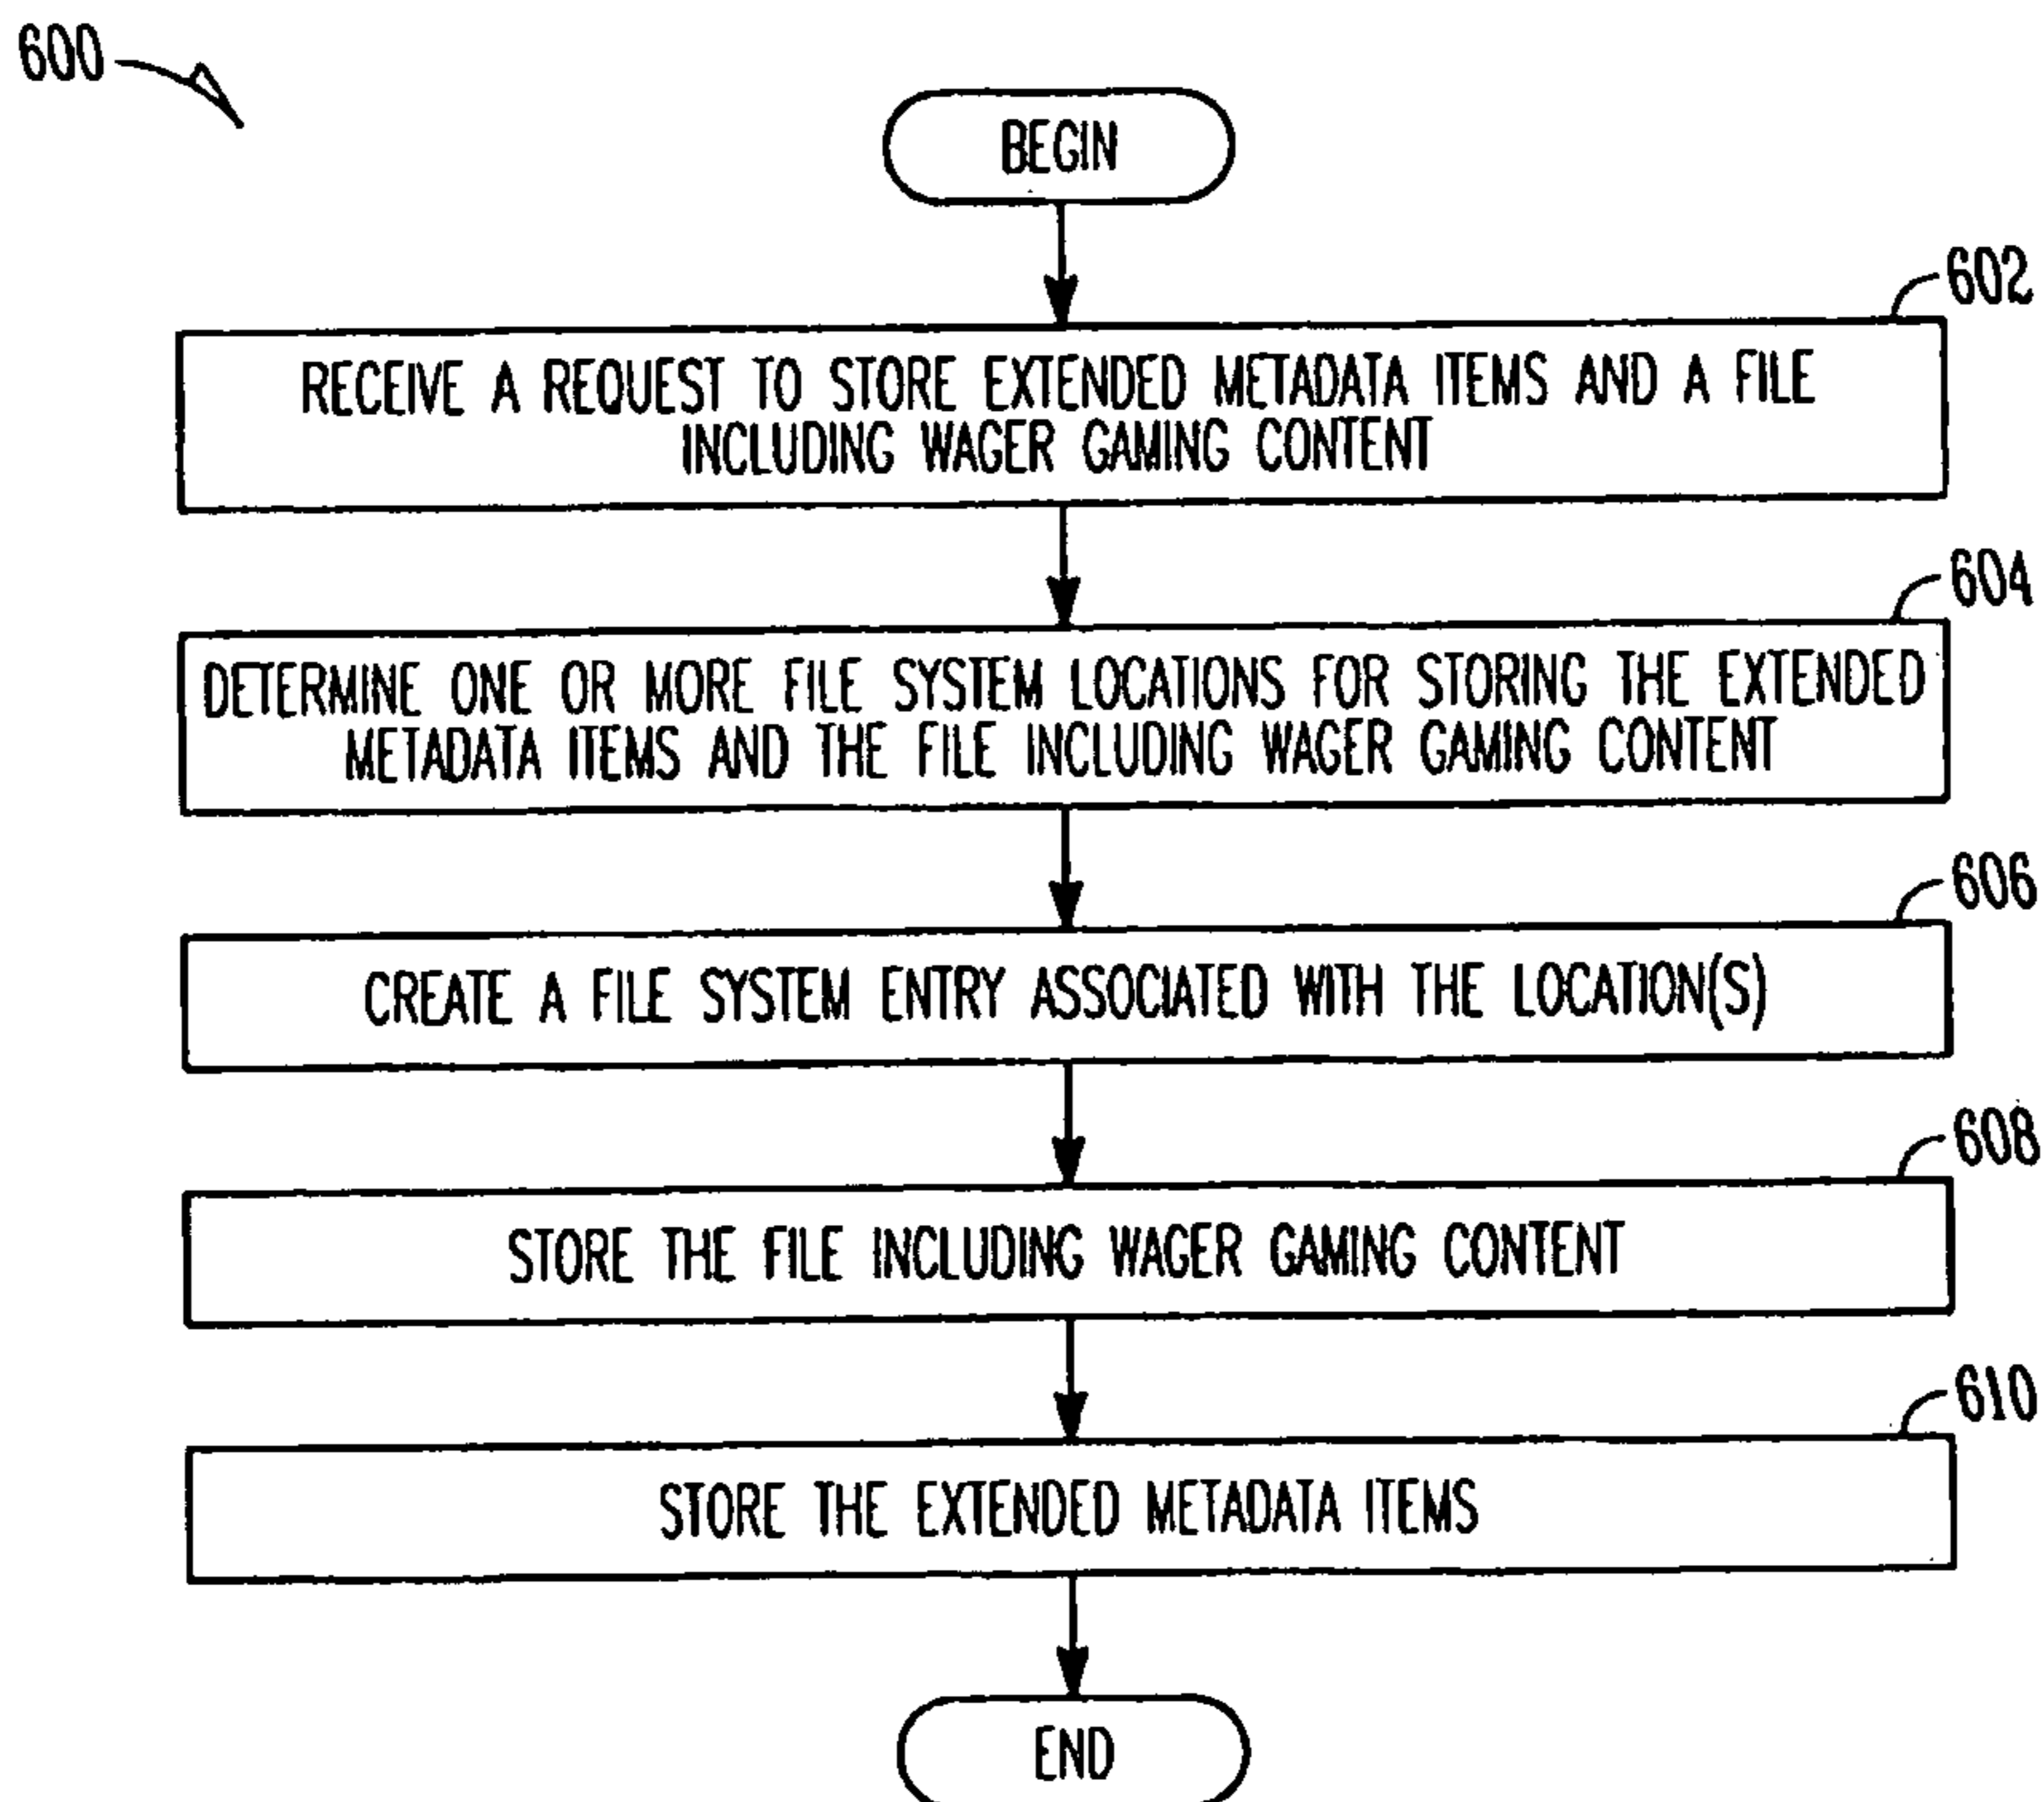 600
BEGIN
602
RECEIVE A REQUEST TO STORE EXTENDED METADATA ITEMS AND A FILE
INCLUDING WAGER GAMING CONTENT
604
DETERMINE ONE OR MORE FILE SYSTEM LOCATIONS FOR STORING THE EXTENDED
METADATA ITEMS AND THE FILE INCLUDING WAGER GAMING CONTENT
606
CREATE A FILE SYSTEM ENTRY ASSOCIATED WITH THE LOCATION(S)
608
STORE THE FILE INCLUDING WAGER GAMING CONTENT
610
STORE THE EXTENDED METADATA ITEMS
END